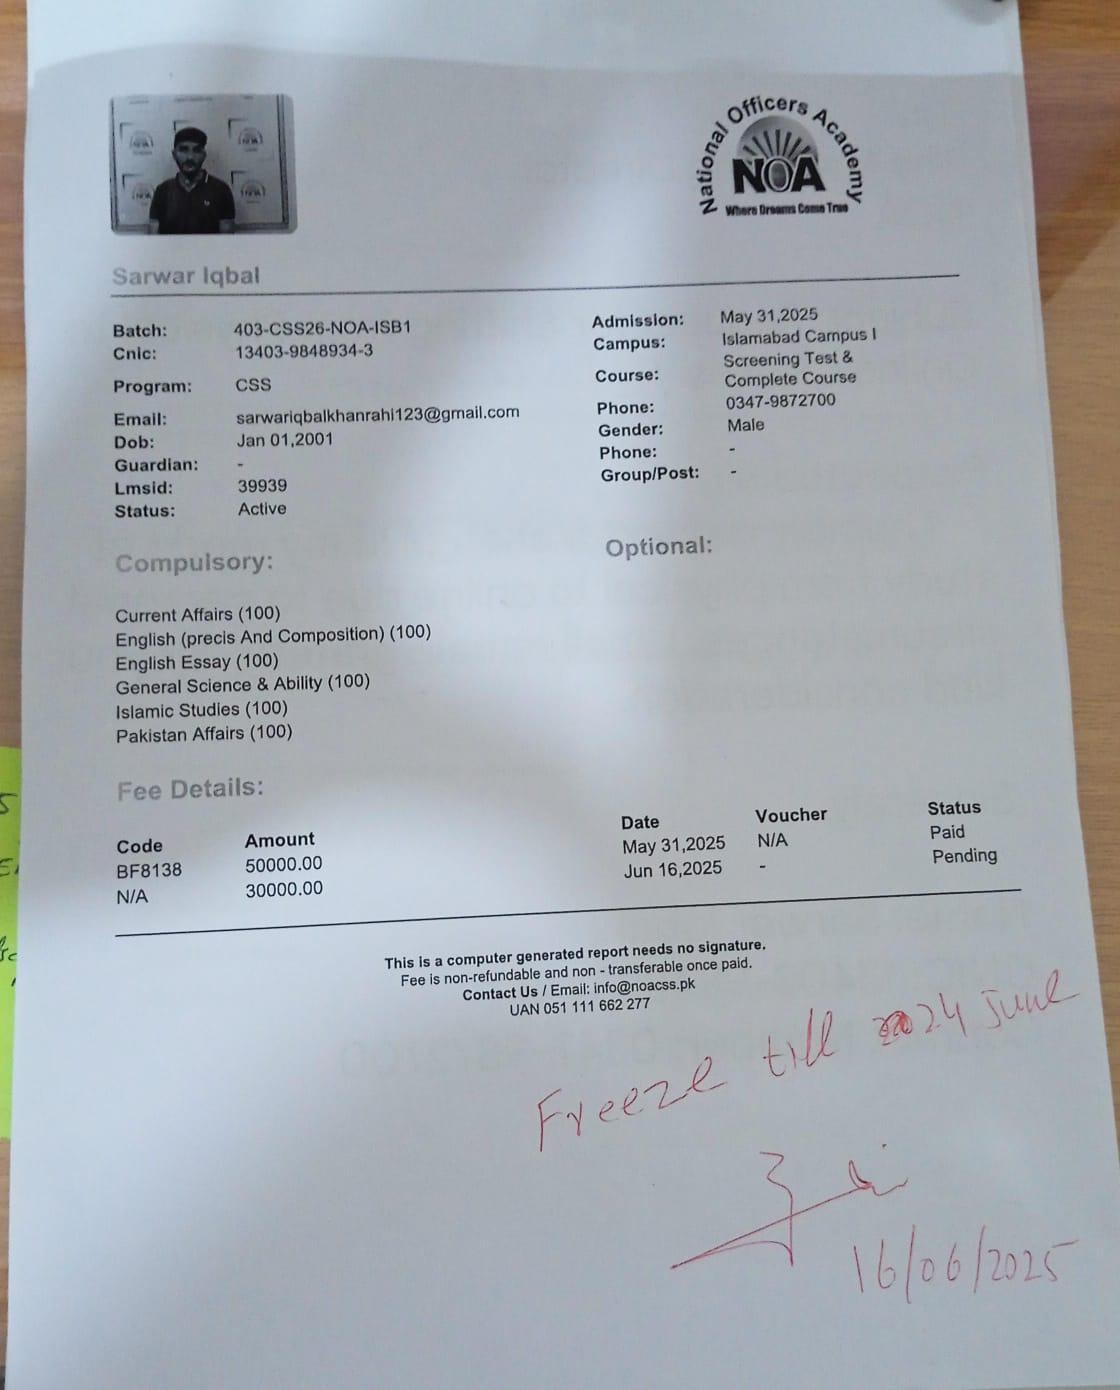 National Officers Academy
NOA
Where Dreams Come True
Sarwar Iqbal
Batch: 403-CSS26-NOA-ISB1
Cnic: 13403-9848934-3
Program: CSS
Email: sarwariqbalkhanrahi123@gmail.com
Dob: Jan 01,2001
Guardian: -
Lmsid: 39939
Status: Active
Admission: May 31,2025
Campus: Islamabad Campus I
Course: Screening Test &
Complete Course
Phone: 0347-9872700
Gender: Male
Phone: -
Group/Post: -
Compulsory:
Current Affairs (100)
English (precis And Composition) (100)
English Essay (100)
General Science & Ability (100)
Islamic Studies (100)
Pakistan Affairs (100)
Optional:
Fee Details:
Code Amount Date Voucher Status
BF8138 50000.00 May 31,2025 N/A Paid
N/A 30000.00 Jun 16,2025 - Pending
This is a computer generated report needs no signature.
Fee is non-refundable and non - transferable once paid.
Contact Us / Email: info@noacss.pk
UAN 051 111 662 277
Freeze till 24 June
16/06/2025